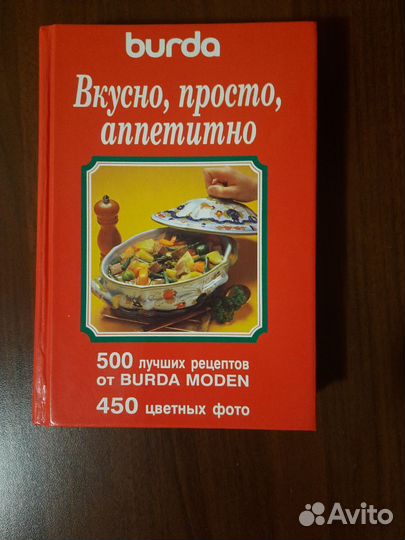 burda
Вкусно, просто,
аппетитно
500 лучших рецептов
от BURDA MODEN
450 цветных фото
Avito